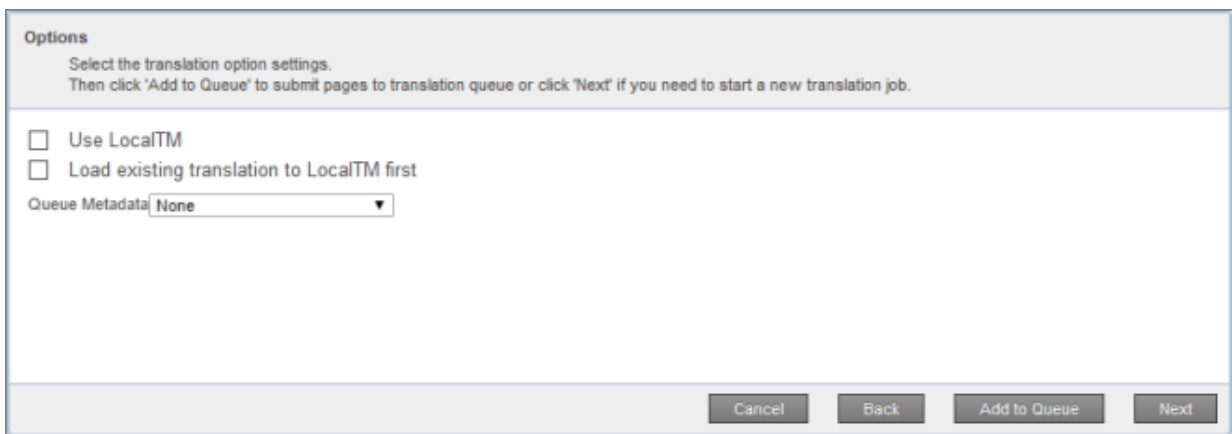 Options
Select the translation option settings.
Then click 'Add to Queue' to submit pages to translation queue or click 'Next' if you need to start a new translation job.
Use LocalTM
Load existing translation to LocalTM first
Queue Metadata None
Cancel Back Add to Queue Next